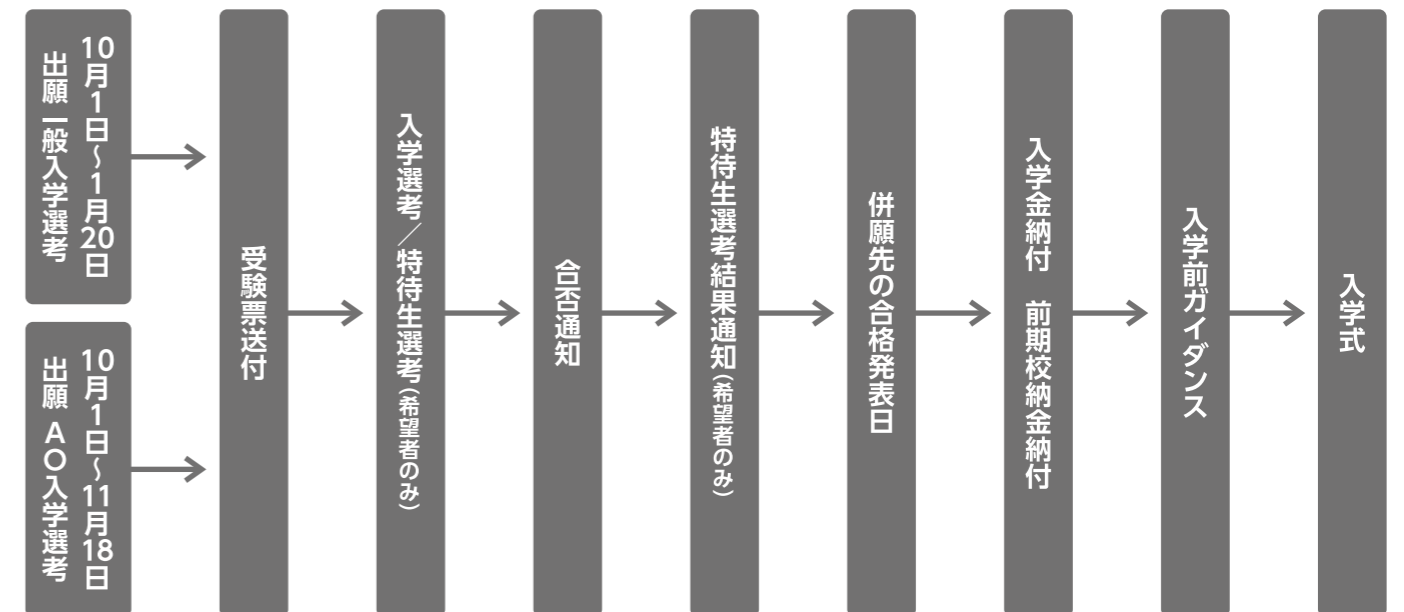 10月1日～1月20日
出願 一般入学選考
10月1日～11月18日
出願 AO入学選考
受験票送付
入学選考／特待生選考(希望者のみ)
合否通知
特待生選考結果通知(希望者のみ)
併願先の合格発表日
入学金納付　前期校納金納付
入学前ガイダンス
入学式